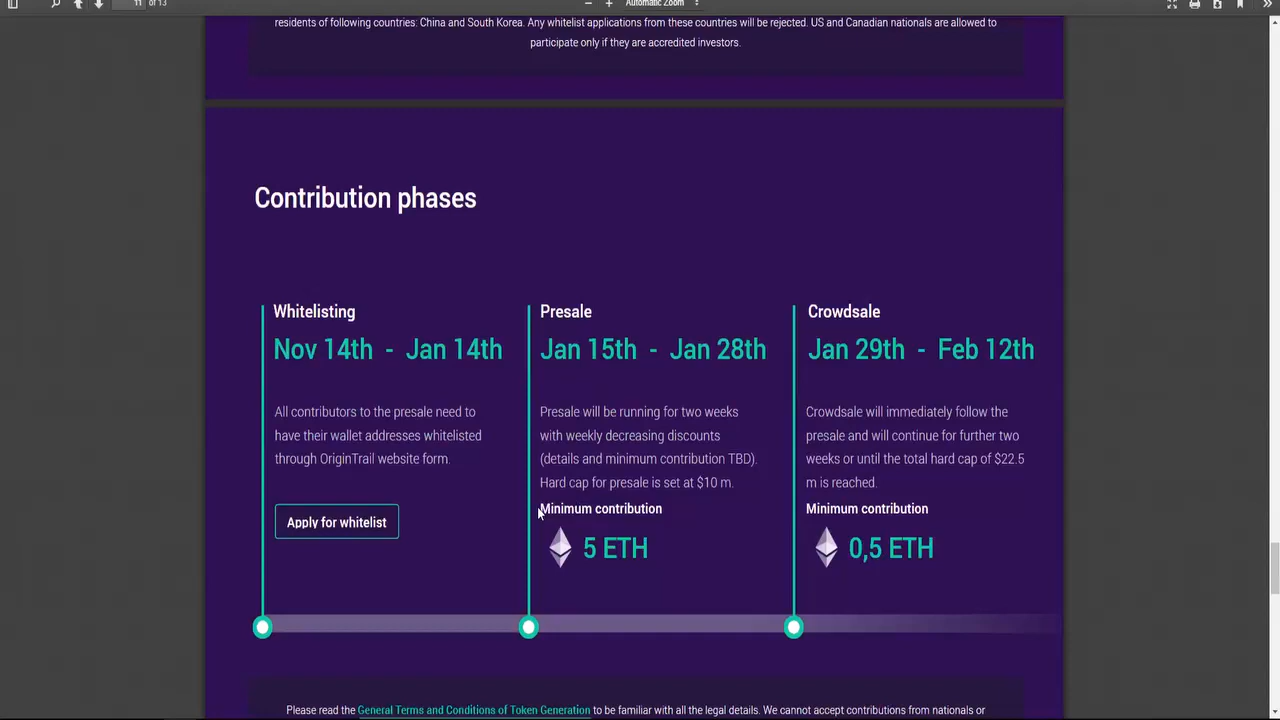 11 of 13
Automatic Zoom
residents of following countries: China and South Korea. Any whitelist applications from these countries will be rejected. US and Canadian nationals are allowed to
participate only if they are accredited investors.
Contribution phases
Whitelisting
Nov 14th - Jan 14th
All contributors to the presale need to
have their wallet addresses whitelisted
through OriginTrail website form.
Apply for whitelist
Presale
Jan 15th - Jan 28th
Presale will be running for two weeks
with weekly decreasing discounts
(details and minimum contribution TBD).
Hard cap for presale is set at $10 m.
Minimum contribution
5 ETH
Crowdsale
Jan 29th - Feb 12th
Crowdsale will immediately follow the
presale and will continue for further two
weeks or until the total hard cap of $22.5
m is reached.
Minimum contribution
0,5 ETH
Please read the General Terms and Conditions of Token Generation to be familiar with all the legal details. We cannot accept contributions from nationals or